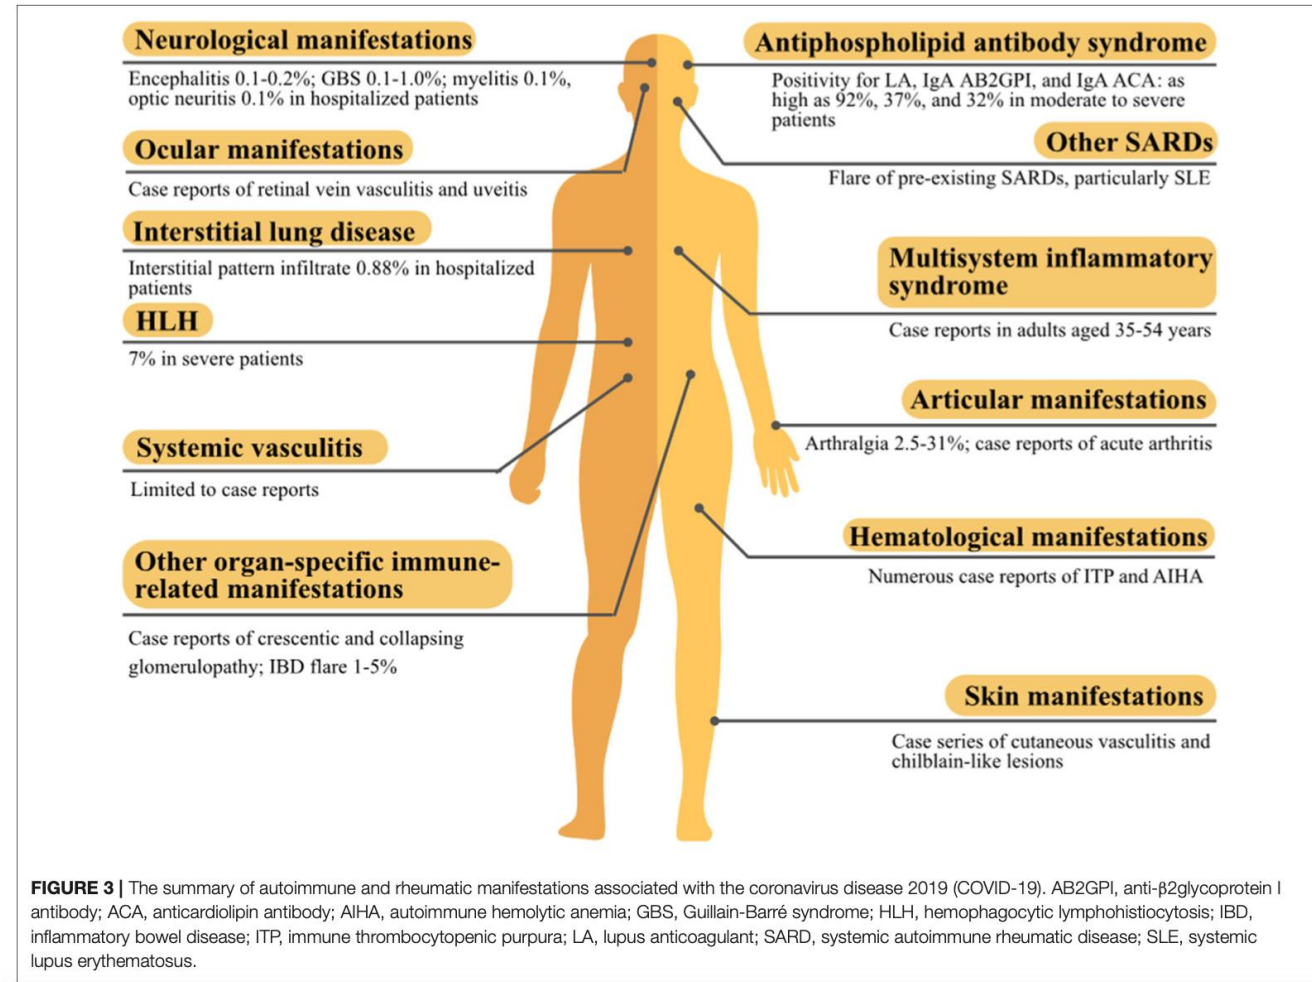 Neurological manifestations
Encephalitis 0.1-0.2%; GBS 0.1-1.0%; myelitis 0.1%,
optic neuritis 0.1% in hospitalized patients
Ocular manifestations
Case reports of retinal vein vasculitis and uveitis
Interstitial lung disease
Interstitial pattern infiltrate 0.88% in hospitalized
patients
HLH
7% in severe patients
Systemic vasculitis
Limited to case reports
Other organ-specific immune-
related manifestations
Case reports of crescentic and collapsing
glomerulopathy; IBD flare 1-5%
Antiphospholipid antibody syndrome
Positivity for LA, IgA AB2GPI, and IgA ACA: as
high as 92%, 37%, and 32% in moderate to severe
patients
Other SARDs
Flare of pre-existing SARDs, particularly SLE
Multisystem inflammatory
syndrome
Case reports in adults aged 35-54 years
Articular manifestations
Arthralgia 2.5-31%; case reports of acute arthritis
Hematological manifestations
Numerous case reports of ITP and AIHA
Skin manifestations
Case series of cutaneous vasculitis and
chilblain-like lesions
FIGURE 3 | The summary of autoimmune and rheumatic manifestations associated with the coronavirus disease 2019 (COVID-19). AB2GPI, anti-β2glycoprotein I
antibody; ACA, anticardiolipin antibody; AIHA, autoimmune hemolytic anemia; GBS, Guillain-Barré syndrome; HLH, hemophagocytic lymphohistiocytosis; IBD,
inflammatory bowel disease; ITP, immune thrombocytopenic purpura; LA, lupus anticoagulant; SARD, systemic autoimmune rheumatic disease; SLE, systemic
lupus erythematosus.